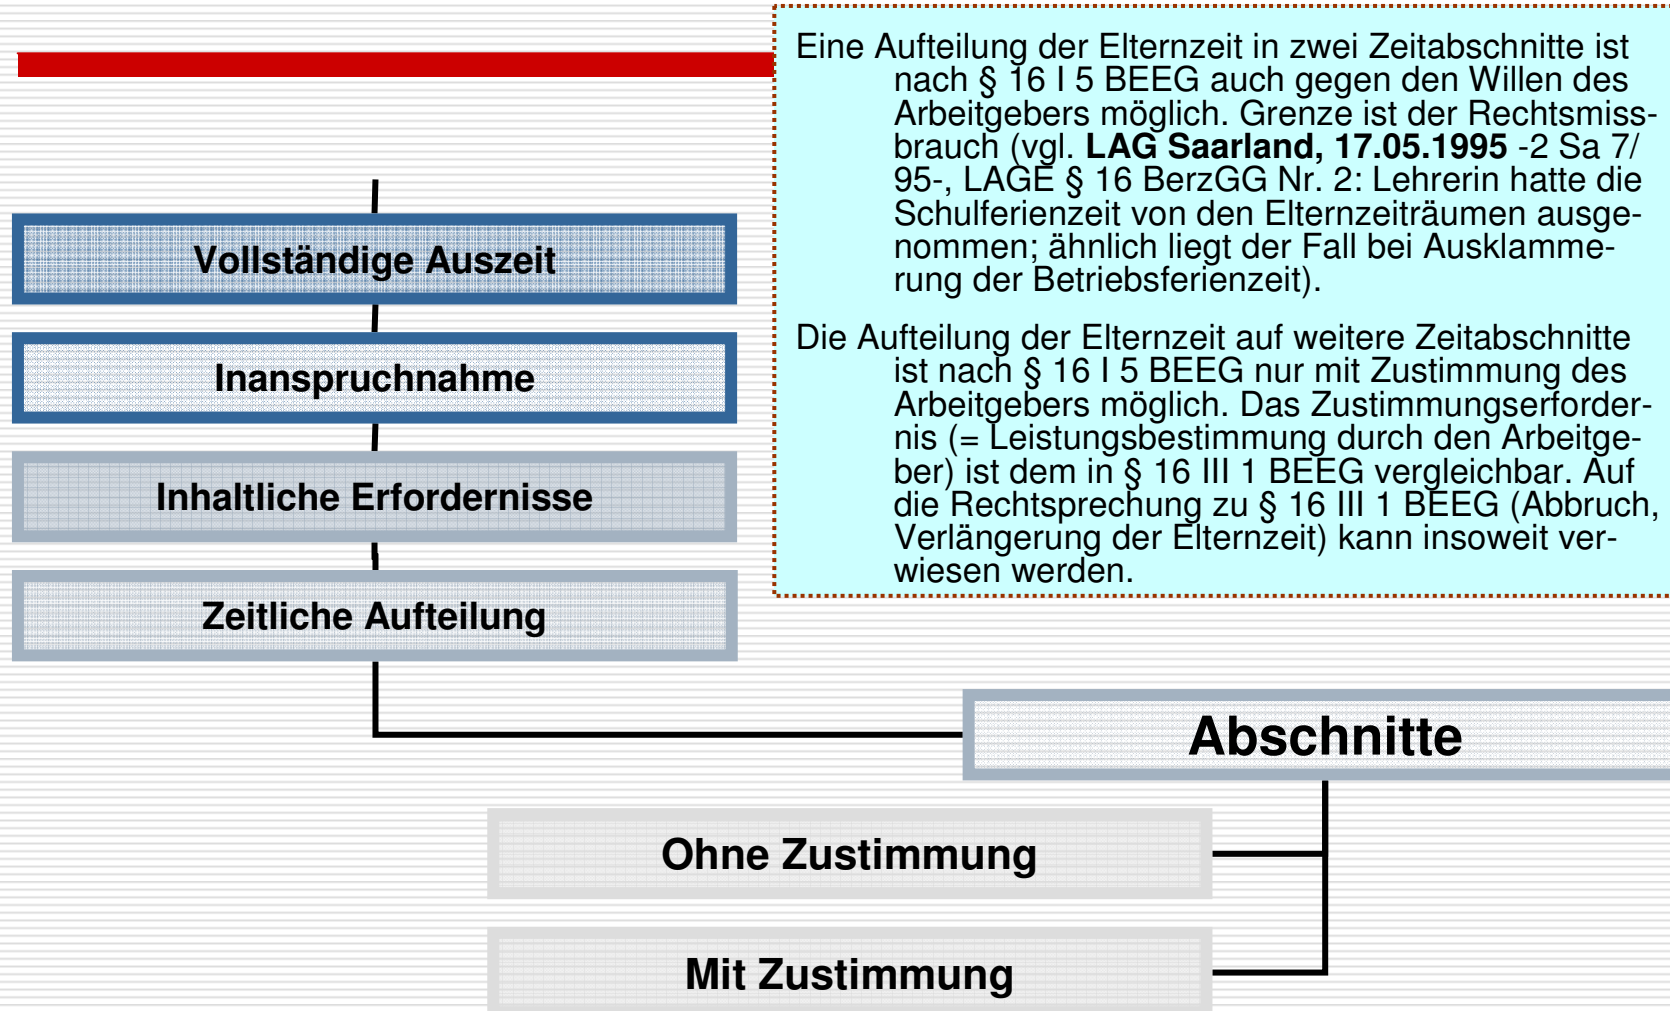 Eine Aufteilung der Elternzeit in zwei Zeitabschnitte ist
nach § 16 I 5 BEEG auch gegen den Willen des
Arbeitgebers möglich. Grenze ist der Rechtsmiss-
brauch (vgl. LAG Saarland, 17.05.1995 -2 Sa 7/
95-, LAGE § 16 BerzGG Nr. 2: Lehrerin hatte die
Schulferienzeit von den Elternzeiträumen ausge-
nommen; ähnlich liegt der Fall bei Ausklamme-
rung der Betriebsferienzeit).
Die Aufteilung der Elternzeit auf weitere Zeitabschnitte
ist nach § 16 I 5 BEEG nur mit Zustimmung des
Arbeitgebers möglich. Das Zustimmungserforder-
nis (= Leistungsbestimmung durch den Arbeitge-
ber) ist dem in § 16 III 1 BEEG vergleichbar. Auf
die Rechtsprechung zu § 16 III 1 BEEG (Abbruch,
Verlängerung der Elternzeit) kann insoweit ver-
wiesen werden.
Vollständige Auszeit
Inanspruchnahme
Inhaltliche Erfordernisse
Zeitliche Aufteilung
Abschnitte
Ohne Zustimmung
Mit Zustimmung